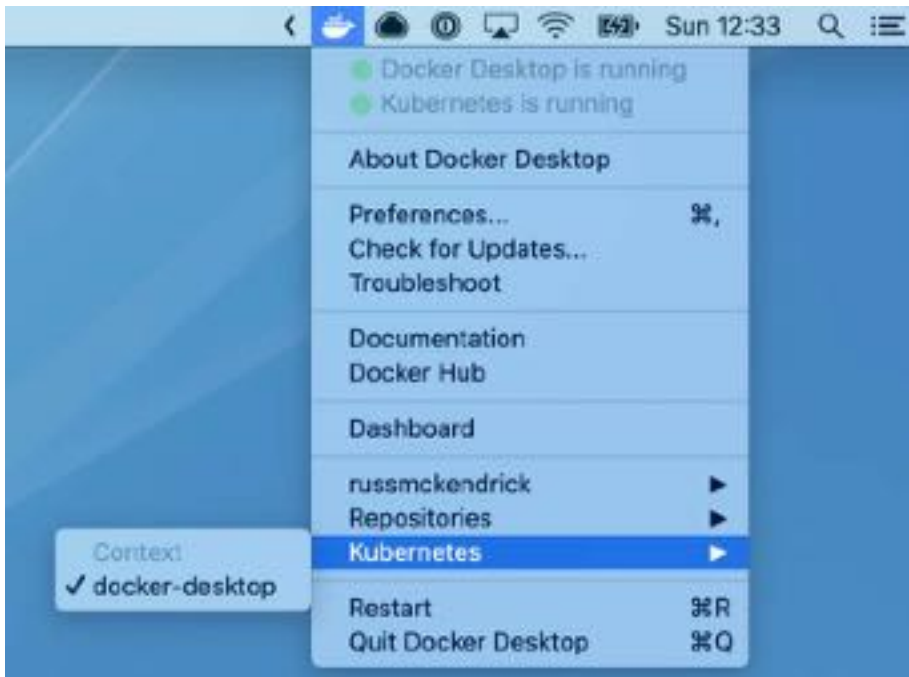 Sun 12:33
Docker Desktop is running
Kubernetes is running
About Docker Desktop
Preferences... ⌘,
Check for Updates...
Troubleshoot
Documentation
Docker Hub
Dashboard
russmckendrick
Repositories
Kubernetes
Context
✓ docker-desktop
Restart ⌘R
Quit Docker Desktop ⌘Q